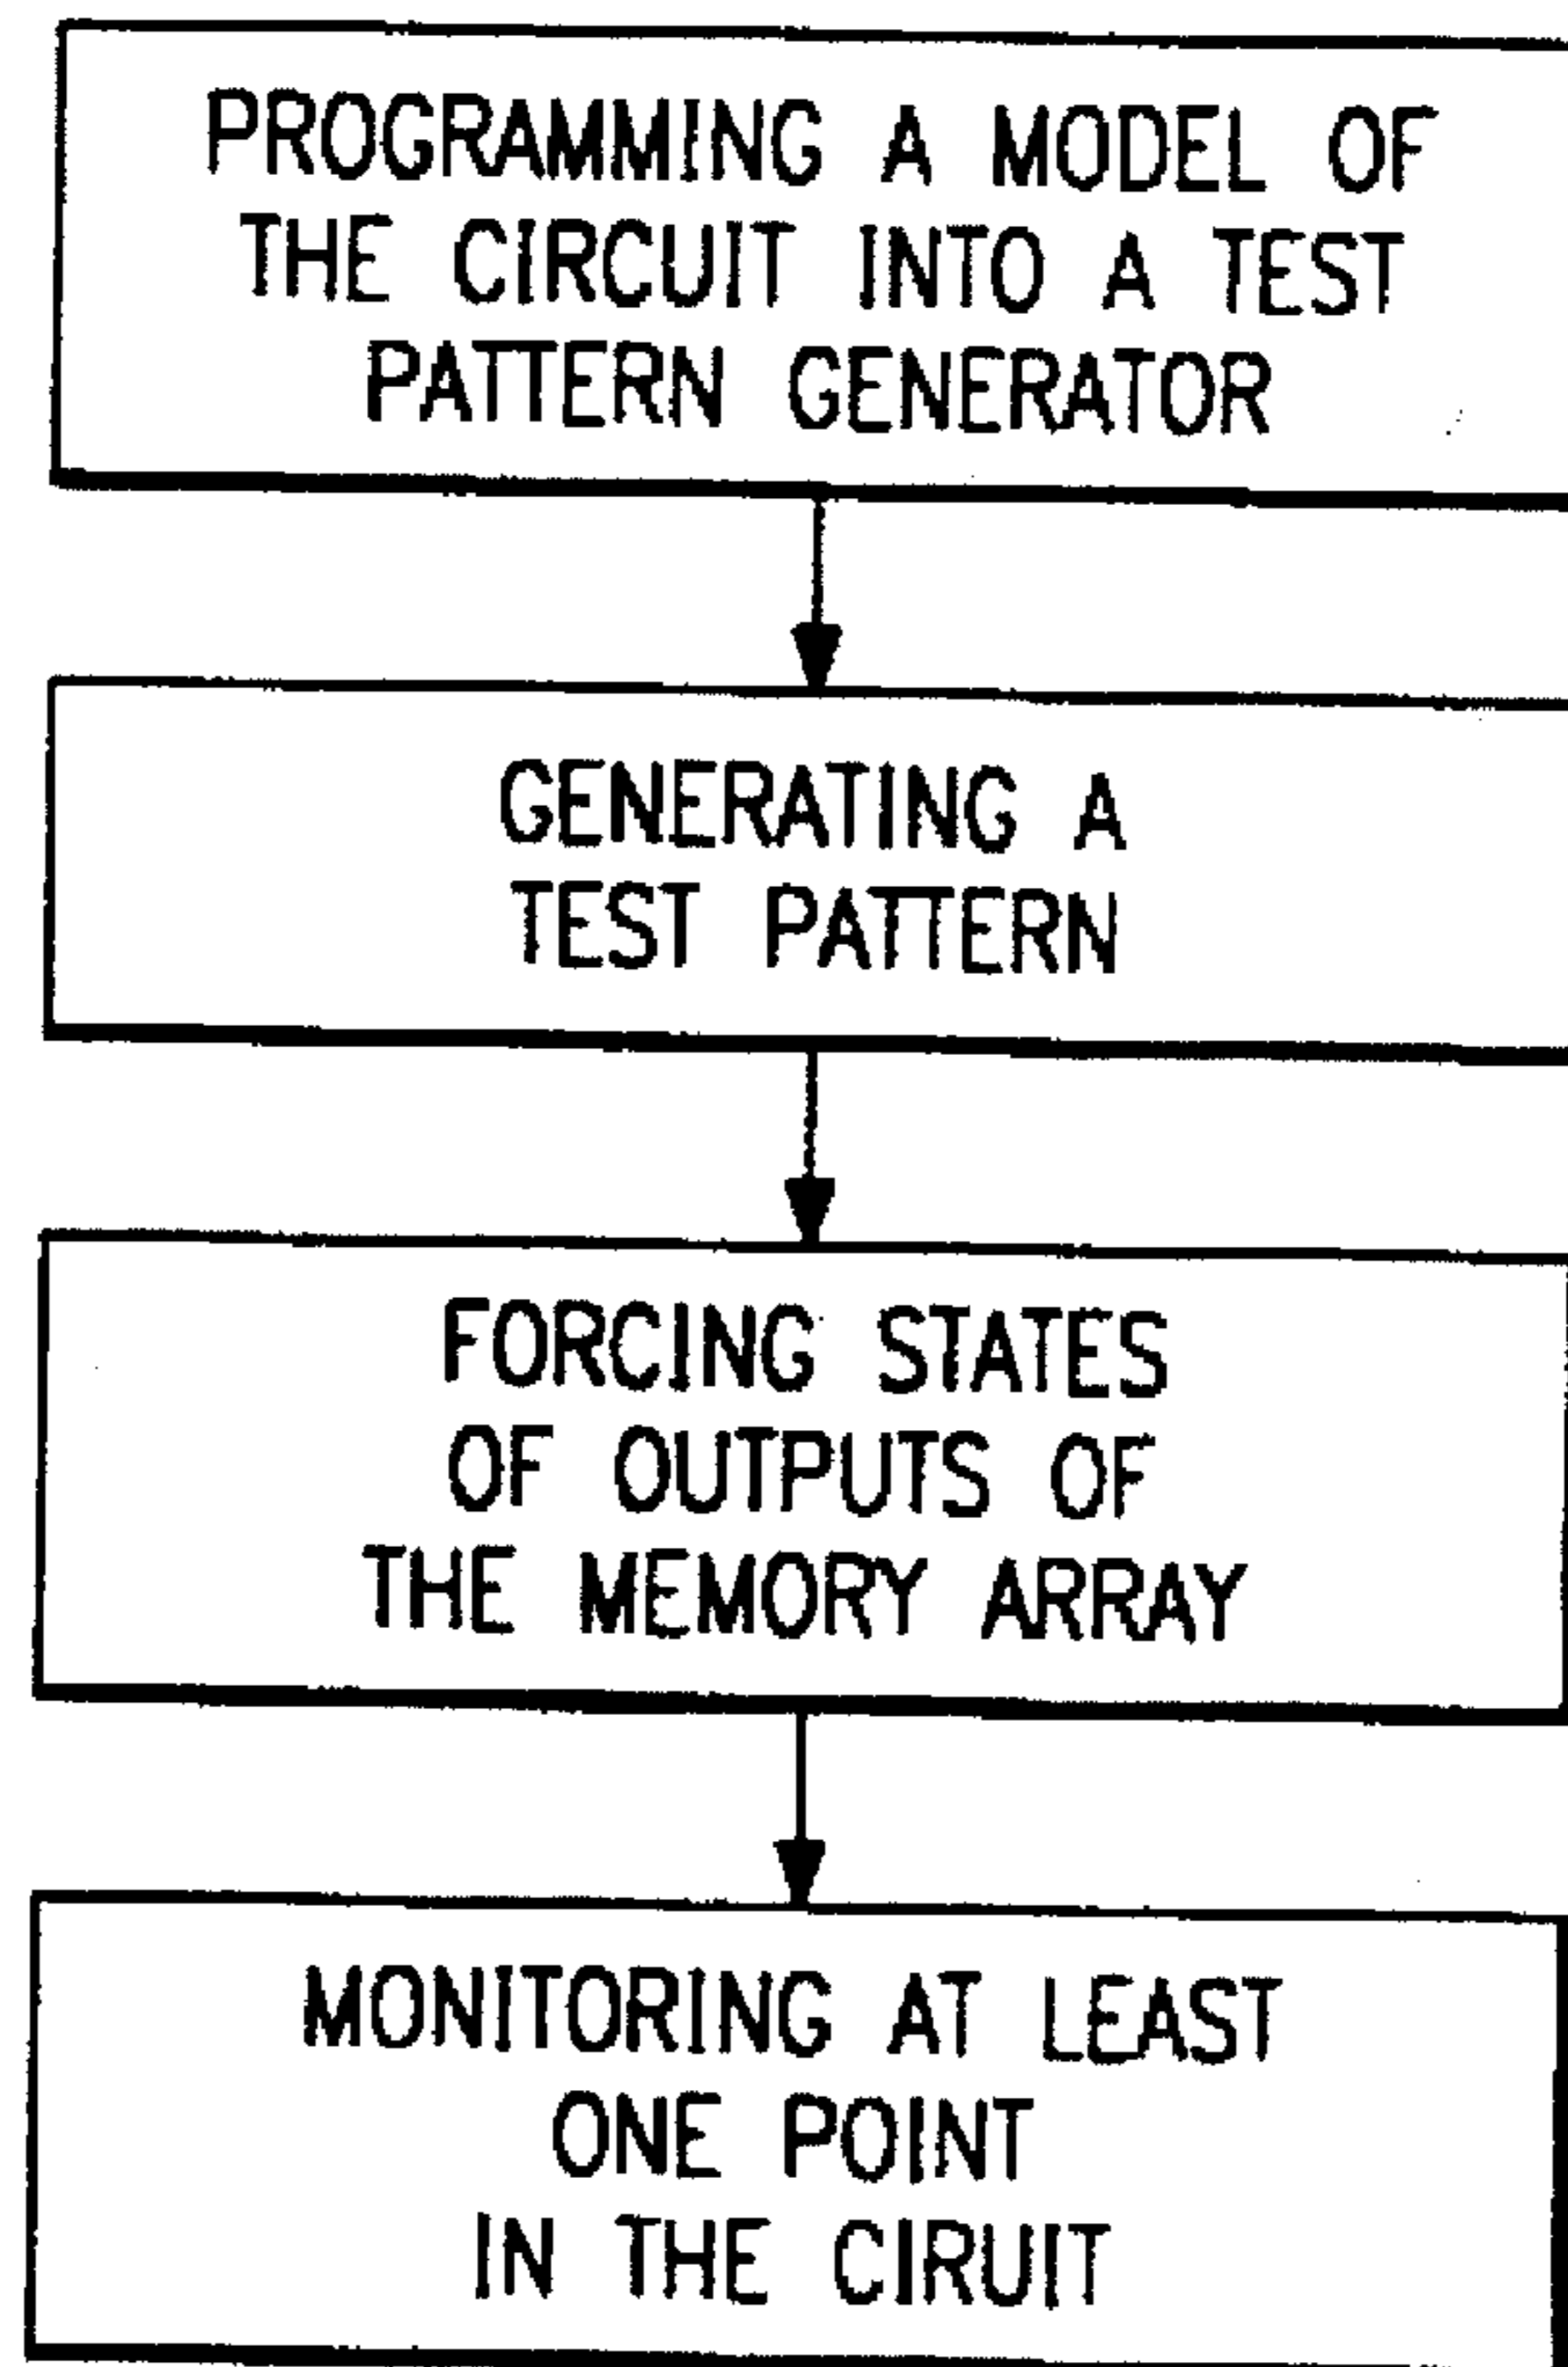 PROGRAMMING A MODEL OF
THE CIRCUIT INTO A TEST
PATTERN GENERATOR
GENERATING A
TEST PATTERN
FORCING STATES
OF OUTPUTS OF
THE MEMORY ARRAY
MONITORING AT LEAST
ONE POINT
IN THE CIRUIT